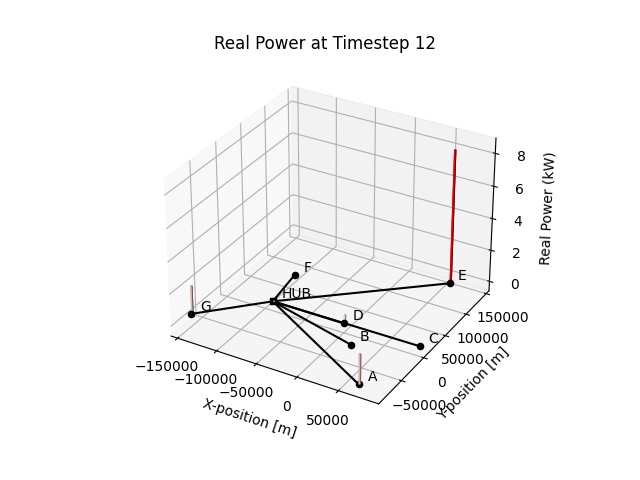 Real Power at Timestep 12
8
6
4
2
0
Real Power (kW)
E
F
HUB
G
D
B
C
A
150000
100000
50000
0
−50000
Y-position [m]
−150000
−100000
−50000
0
50000
X-position [m]